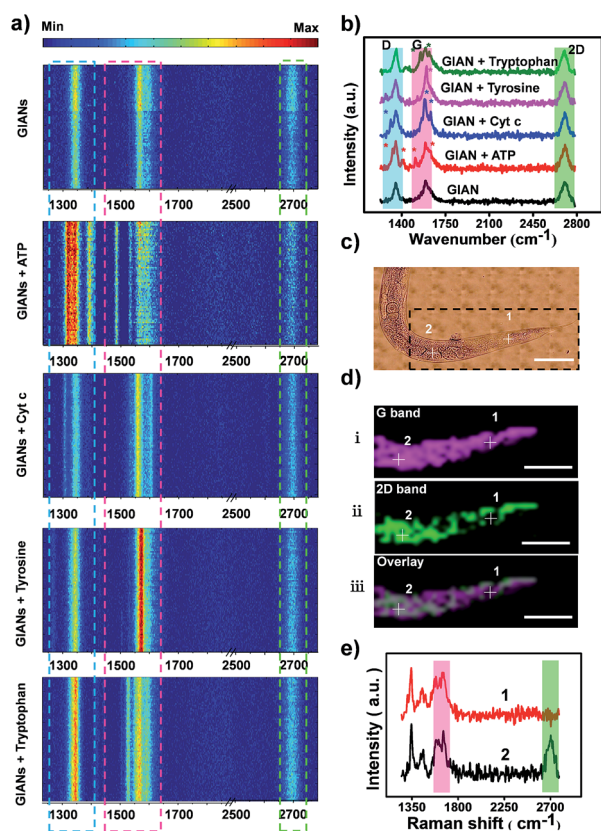 a)
Min
Max
GIANs
1300 1500 1700 2500 2700
GIANs + ATP
1300 1500 1700 2500 2700
GIANs + Cyt c
1300 1500 1700 2500 2700
GIANs + Tyrosine
1300 1500 1700 2500 2700
GIANs + Tryptophan
1300 1500 1700 2500 2700
b)
Intensity (a.u.)
D G 2D
* GIAN + Tryptophan
GIAN + Tyrosine
* * * GIAN + Cyt c
* * * * GIAN + ATP
GIAN
1400 1750 2100 2450 2800
Wavenumber (cm-1)
c)
1
2
d)
i
G band
1
2
ii
2D band
1
2
iii
Overlay
1
2
e)
Intensity ( a.u. )
1
2
1350 1800 2250 2700
Raman shift (cm-1)